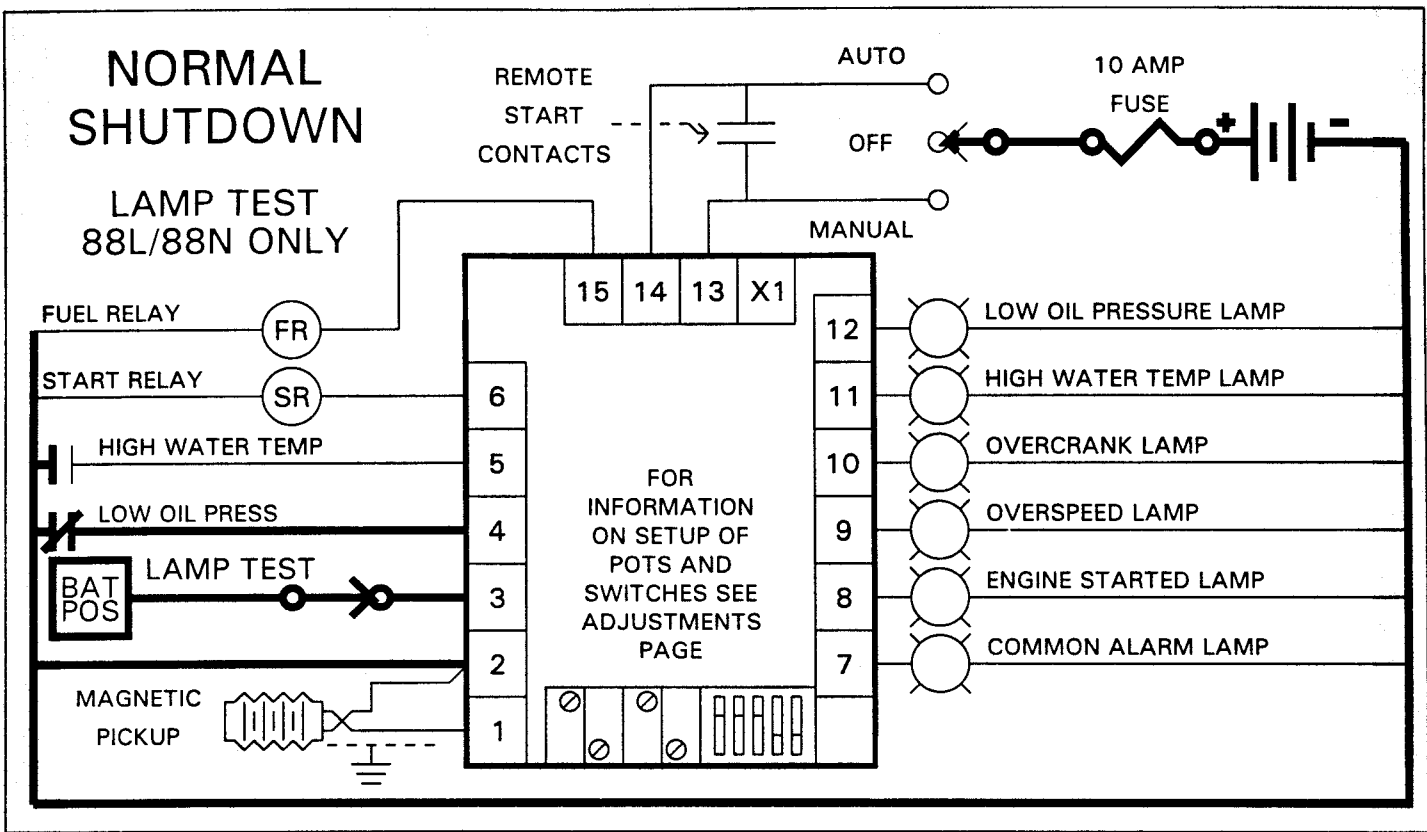 NORMAL
SHUTDOWN
LAMP TEST
88L/88N ONLY
REMOTE
START
CONTACTS
AUTO
OFF
MANUAL
10 AMP
FUSE
+
-
15 14 13 X1
FUEL RELAY
FR
START RELAY
SR
HIGH WATER TEMP
LOW OIL PRESS
BAT
POS
LAMP TEST
MAGNETIC
PICKUP
6
5
4
3
2
1
FOR
INFORMATION
ON SETUP OF
POTS AND
SWITCHES SEE
ADJUSTMENTS
PAGE
12
11
10
9
8
7
LOW OIL PRESSURE LAMP
HIGH WATER TEMP LAMP
OVERCRANK LAMP
OVERSPEED LAMP
ENGINE STARTED LAMP
COMMON ALARM LAMP